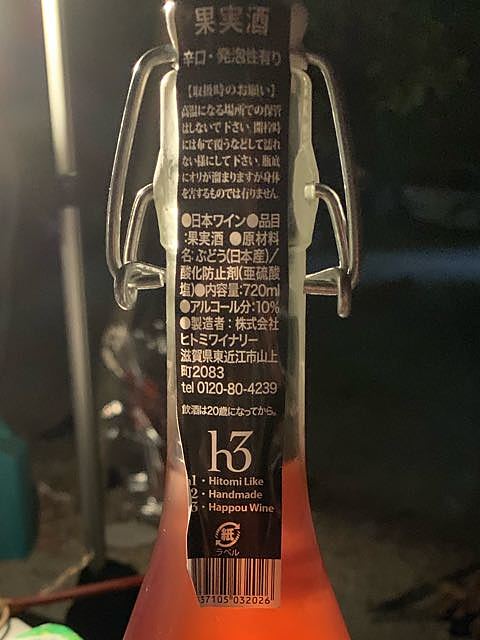 果実酒
辛口・発泡性有り
【取扱時のお願い】
高温になる場所での保管
はしないで下さい。開栓時
には布で覆うなどして濡れ
ない様にして下さい。瓶底
にオリが溜まりますが身体
を害するものでは有りません。
●日本ワイン●品目
:果実酒 ●原材料
名:ぶどう(日本産)/
酸化防止剤(亜硫酸
塩)●内容量:720ml
●アルコール分:10%
●製造者:株式会社
ヒトミワイナリー
滋賀県東近江市山上
町2083
tel 0120-80-4239
飲酒は20歳になってから。
h3
h1・Hitomi Like
2・Handmade
3・Happou Wine
紙
ラベル
37105 032026